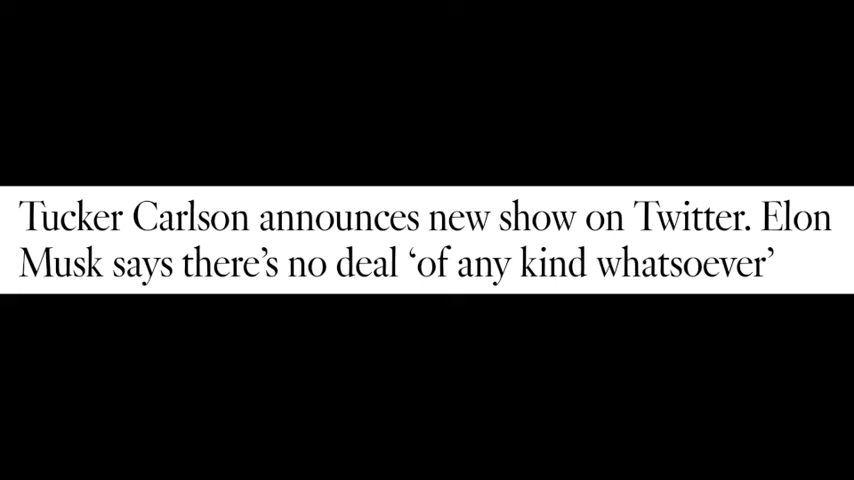 Tucker Carlson announces new show on Twitter. Elon
Musk says there’s no deal ‘of any kind whatsoever’